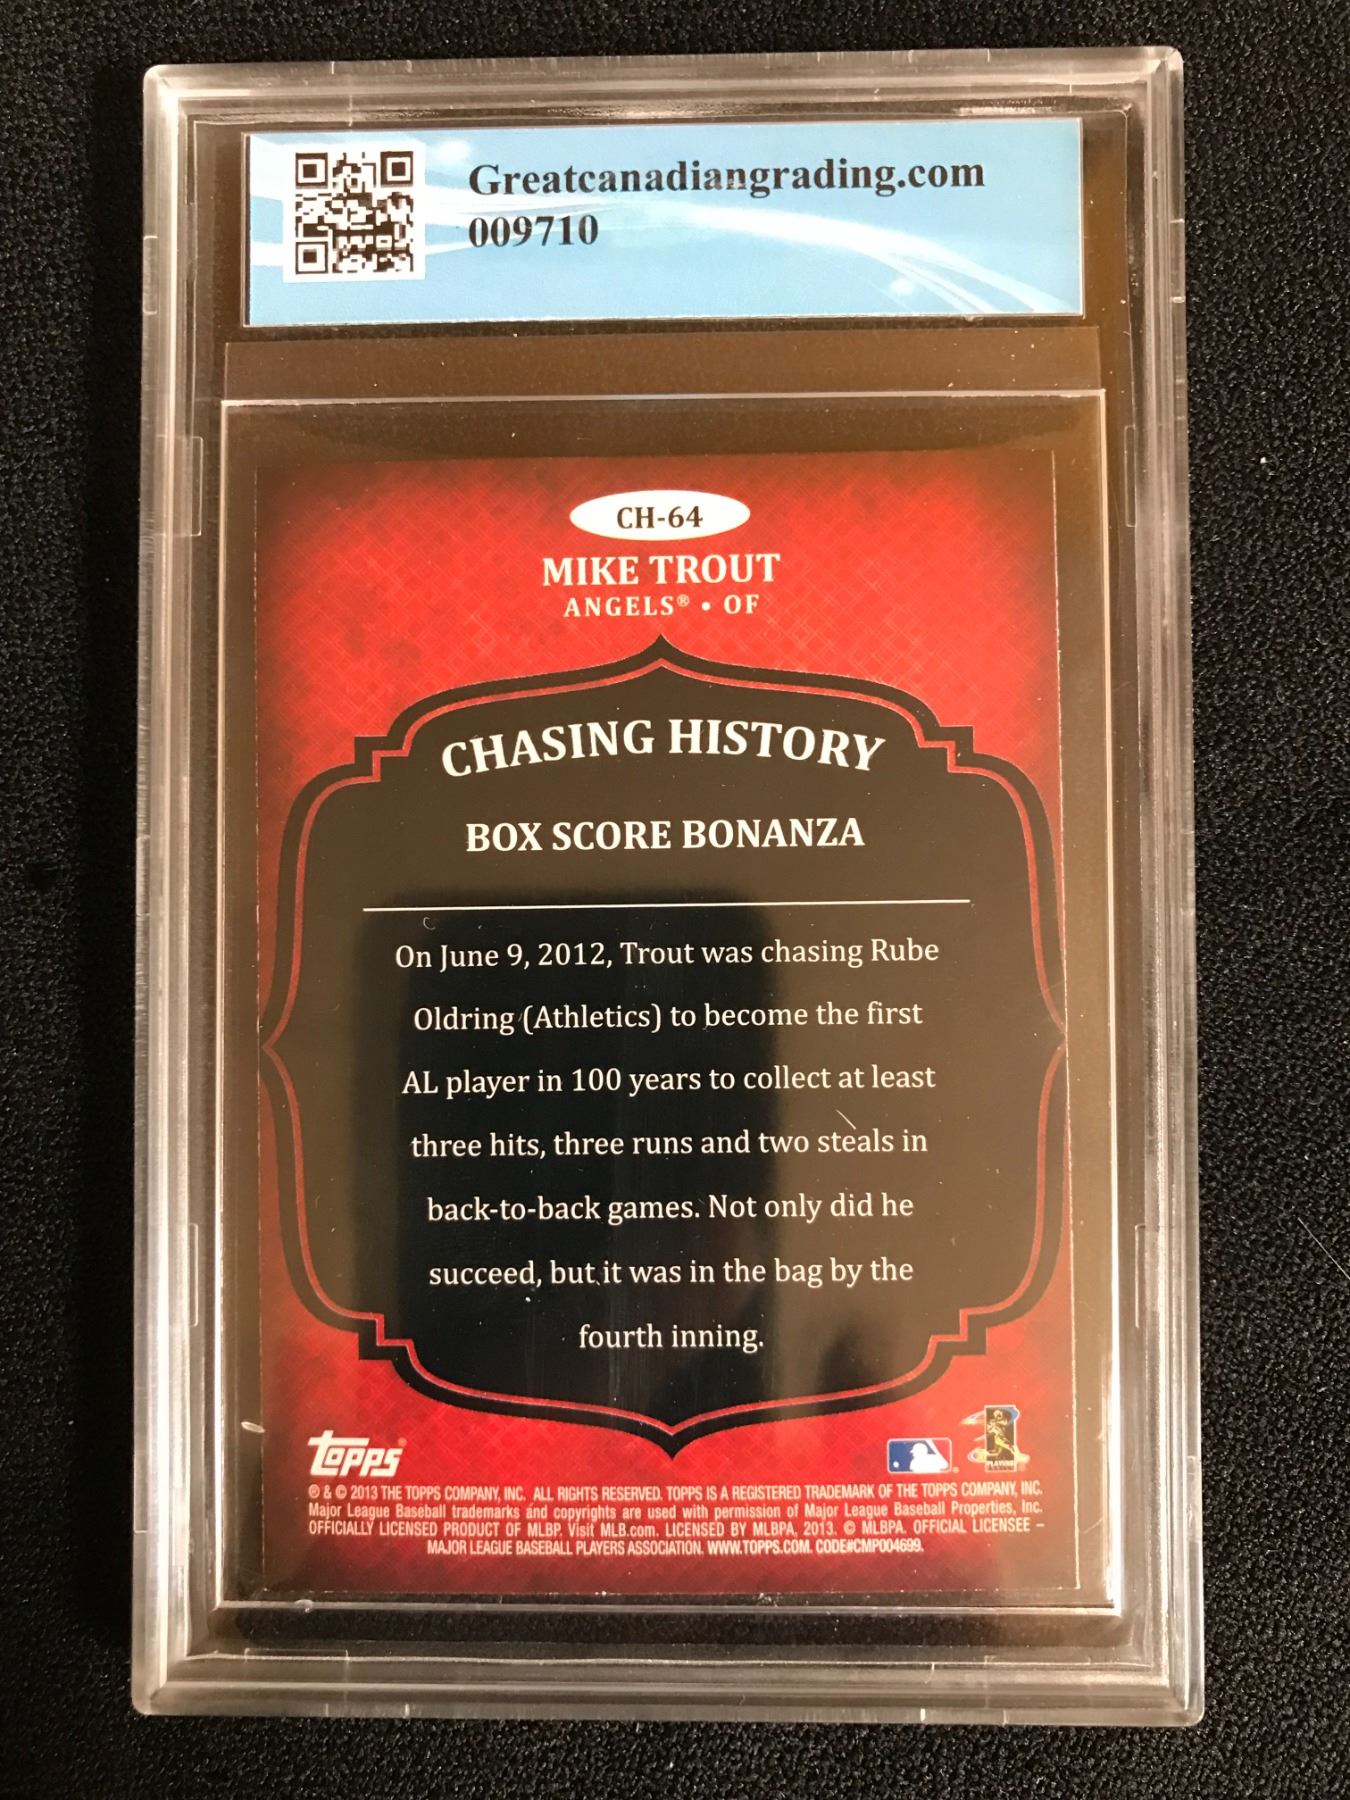 Greatcanadiangrading.com
009710
CH-64
MIKE TROUT
ANGELS® • OF
CHASING HISTORY
BOX SCORE BONANZA
On June 9, 2012, Trout was chasing Rube
Oldring (Athletics) to become the first
AL player in 100 years to collect at least
three hits, three runs and two steals in
back-to-back games. Not only did he
succeed, but it was in the bag by the
fourth inning.
topps
® & © 2013 THE TOPPS COMPANY, INC. ALL RIGHTS RESERVED. TOPPS IS A REGISTERED TRADEMARK OF THE TOPPS COMPANY, INC.
Major League Baseball trademarks and copyrights are used with permission of Major League Baseball Properties, Inc.
OFFICIALLY LICENSED PRODUCT OF MLBP. Visit MLB.com. LICENSED BY MLBPA, 2013. © MLBPA. OFFICIAL LICENSEE –
MAJOR LEAGUE BASEBALL PLAYERS ASSOCIATION. WWW.TOPPS.COM. CODE#CMP004699.